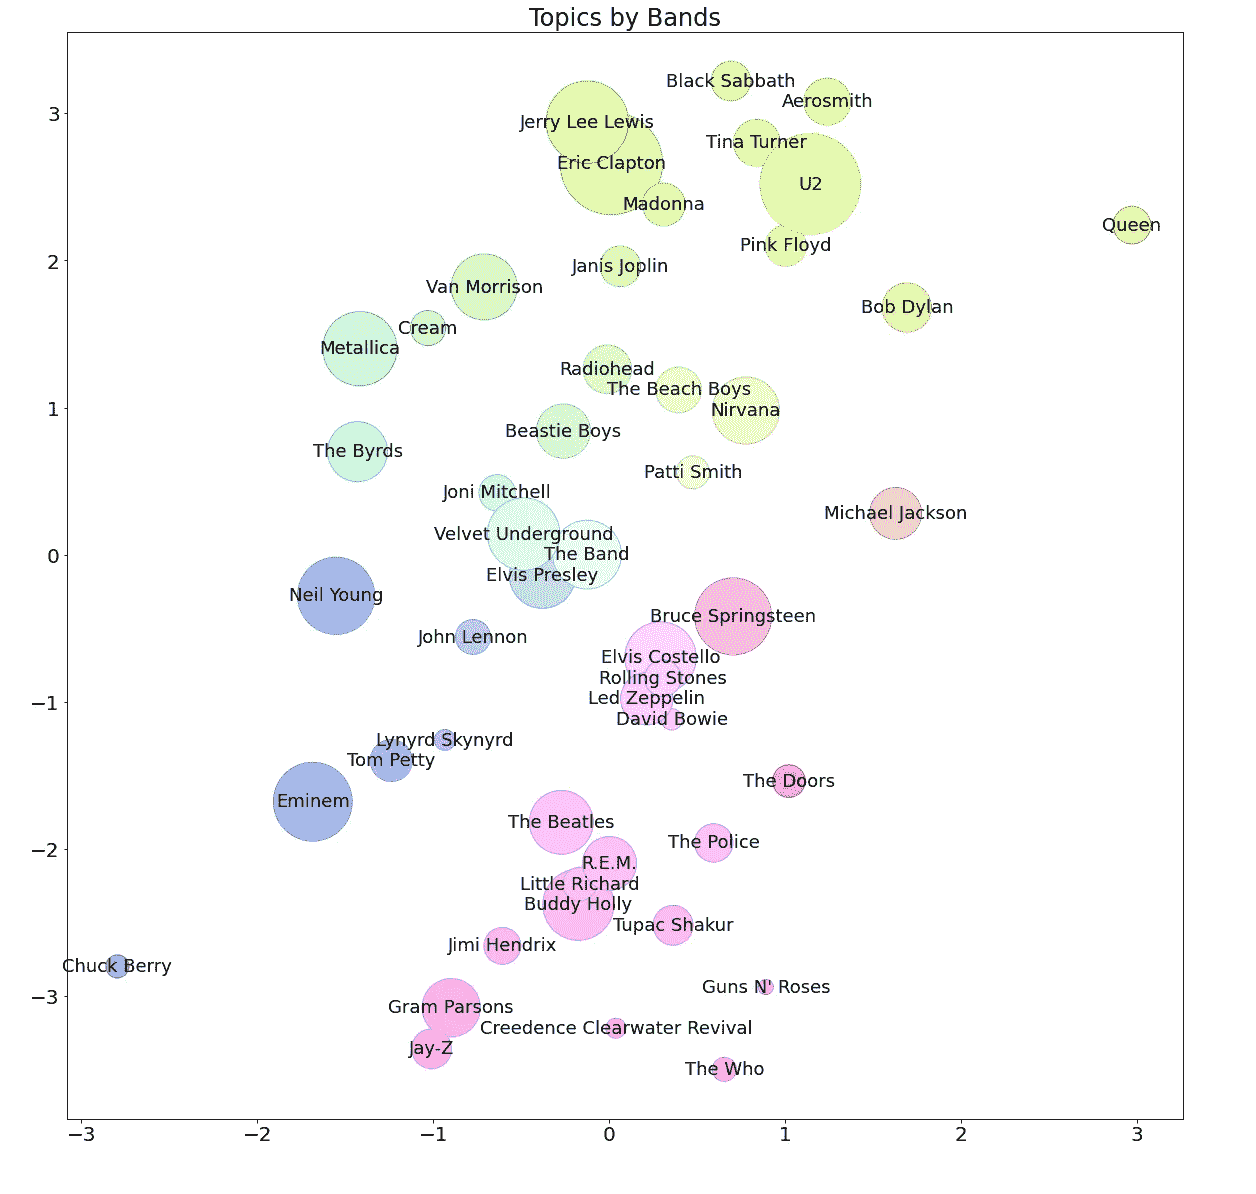 Topics by Bands
Black Sabbath
Aerosmith
Jerry Lee Lewis
Tina Turner
Eric Clapton
U2
Madonna
Queen
Pink Floyd
Janis Joplin
Van Morrison
Bob Dylan
Cream
Metallica
Radiohead
The Beach Boys
Nirvana
Beastie Boys
The Byrds
Patti Smith
Joni Mitchell
Michael Jackson
Velvet Underground
The Band
Elvis Presley
Neil Young
Bruce Springsteen
John Lennon
Elvis Costello
Rolling Stones
Led Zeppelin
David Bowie
Lynyrd Skynyrd
Tom Petty
The Doors
Eminem
The Beatles
The Police
R.E.M.
Little Richard
Buddy Holly
Tupac Shakur
Jimi Hendrix
Chuck Berry
Guns N' Roses
Gram Parsons
Creedence Clearwater Revival
Jay-Z
The Who
3
2
1
0
−1
−2
−3
−3 −2 −1 0 1 2 3